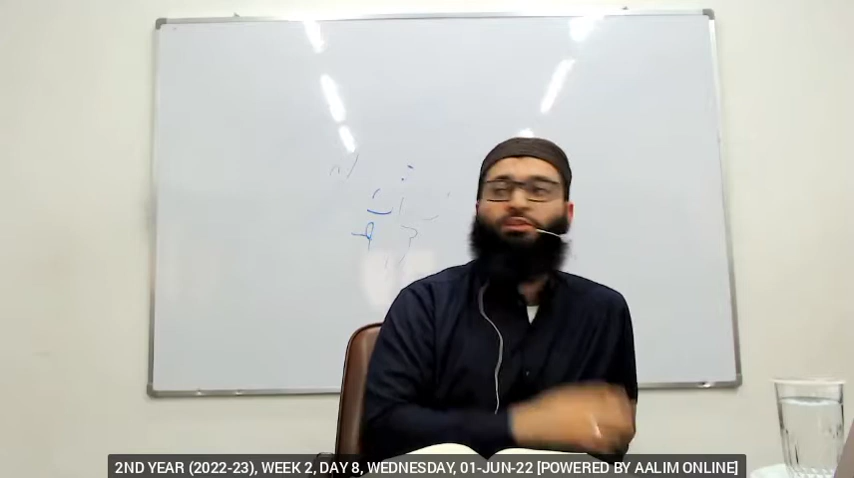 2ND YEAR (2022-23), WEEK 2, DAY 8, WEDNESDAY, 01-JUN-22 [POWERED BY AALIM ONLINE]